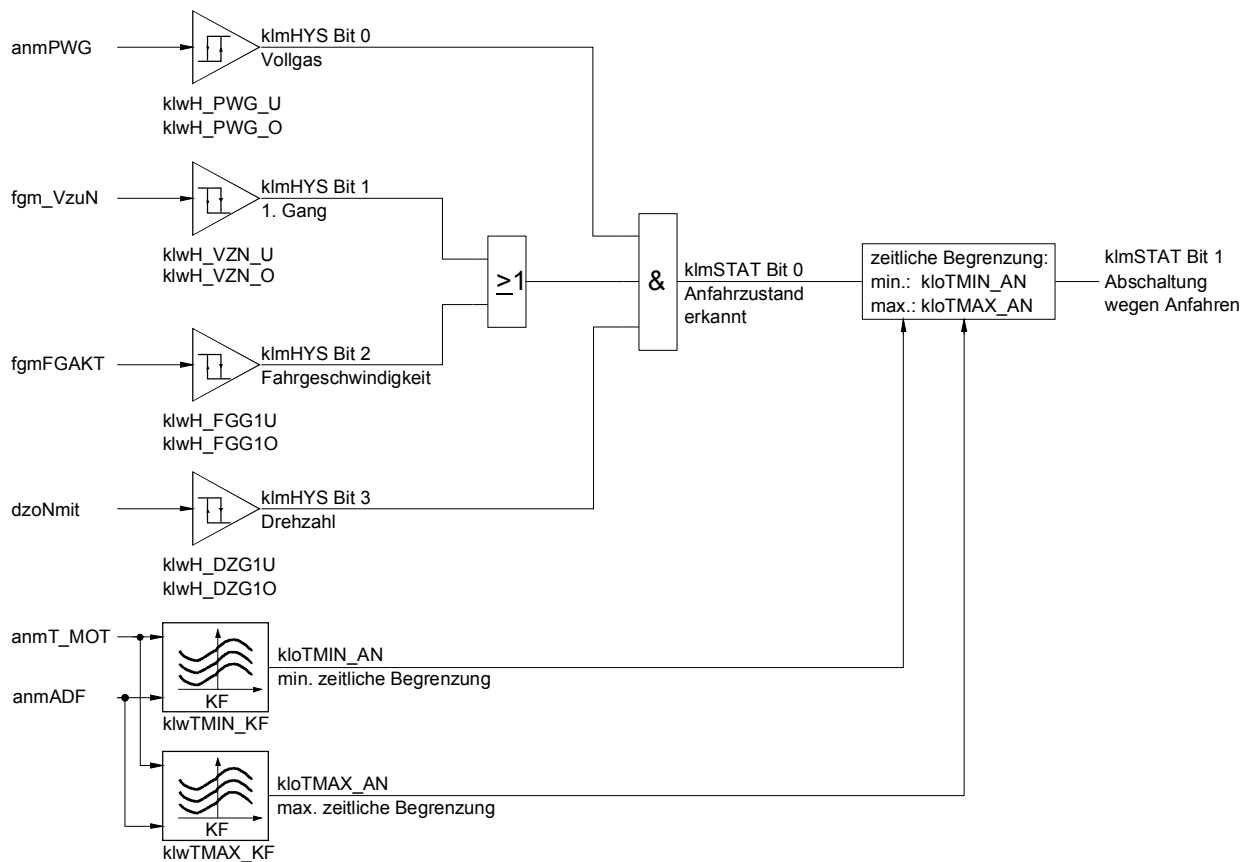 anmPWG
klmHYS Bit 0
Vollgas
klwH_PWG_U
klwH_PWG_O
fgm_VzuN
klmHYS Bit 1
1. Gang
klwH_VZN_U
klwH_VZN_O
≥1
&
klmSTAT Bit 0
Anfahrzustand
erkannt
zeitliche Begrenzung:
min.: kloTMIN_AN
max.: kloTMAX_AN
klmSTAT Bit 1
Abschaltung
wegen Anfahren
fgmFGAKT
klmHYS Bit 2
Fahrgeschwindigkeit
klwH_FGG1U
klwH_FGG1O
dzoNmit
klmHYS Bit 3
Drehzahl
klwH_DZG1U
klwH_DZG1O
anmT_MOT
anmADF
KF
klwTMIN_KF
kloTMIN_AN
min. zeitliche Begrenzung
KF
klwTMAX_KF
kloTMAX_AN
max. zeitliche Begrenzung